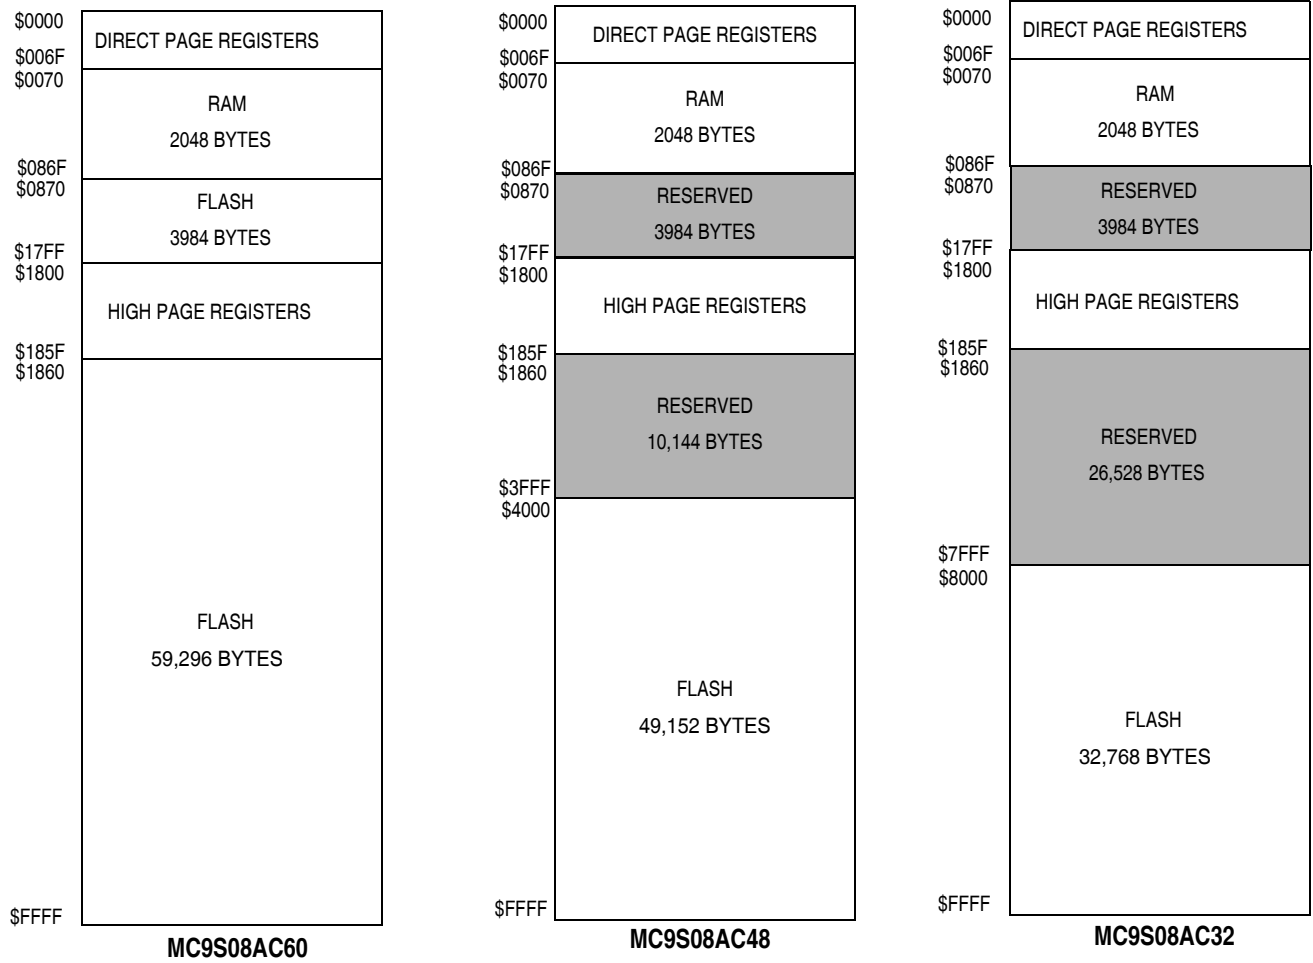 $0000
DIRECT PAGE REGISTERS
$006F
$0070
RAM
2048 BYTES
$086F
$0870
FLASH
3984 BYTES
$17FF
$1800
HIGH PAGE REGISTERS
$185F
$1860
FLASH
59,296 BYTES
$FFFF
MC9S08AC60
$0000
DIRECT PAGE REGISTERS
$006F
$0070
RAM
2048 BYTES
$086F
$0870
RESERVED
3984 BYTES
$17FF
$1800
HIGH PAGE REGISTERS
$185F
$1860
RESERVED
10,144 BYTES
$3FFF
$4000
FLASH
49,152 BYTES
$FFFF
MC9S08AC48
$0000
DIRECT PAGE REGISTERS
$006F
$0070
RAM
2048 BYTES
$086F
$0870
RESERVED
3984 BYTES
$17FF
$1800
HIGH PAGE REGISTERS
$185F
$1860
RESERVED
26,528 BYTES
$7FFF
$8000
FLASH
32,768 BYTES
$FFFF
MC9S08AC32